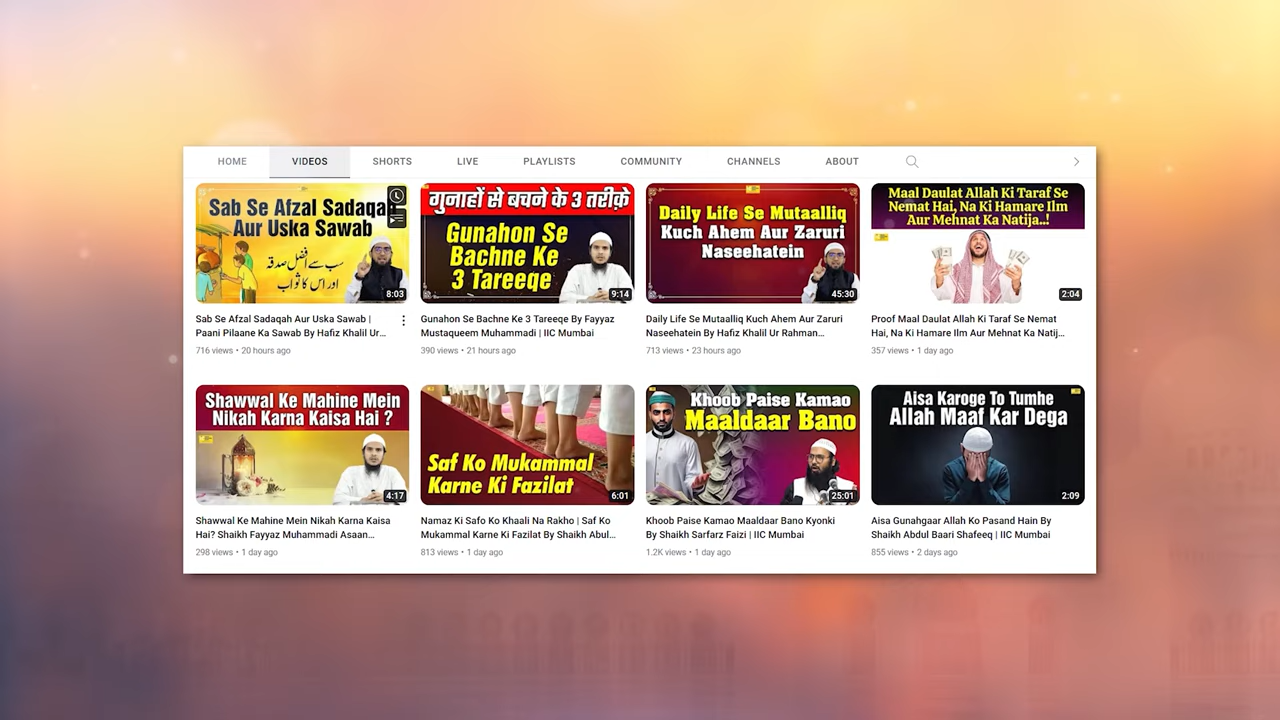 HOME VIDEOS SHORTS LIVE PLAYLISTS COMMUNITY CHANNELS ABOUT
Sab Se Afzal Sadaqah
Aur Uska Sawab
سب سے افضل صدقہ
اور اس کا ثواب
8:03
गुनाहों से बचने के 3 तरीक़े
Gunahon Se
Bachne Ke
3 Tareeqe
9:14
Daily Life Se Mutaalliq
Kuch Ahem Aur Zaruri
Naseehatein
45:30
Maal Daulat Allah Ki Taraf Se
Nemat Hai, Na Ki Hamare Ilm
Aur Mehnat Ka Natija..!
2:04
Sab Se Afzal Sadaqah Aur Uska Sawab |
Paani Pilaane Ka Sawab By Hafiz Khalil Ur...
716 views • 20 hours ago
Gunahon Se Bachne Ke 3 Tareeqe By Fayyaz
Mustaqueem Muhammadi | IIC Mumbai
390 views • 21 hours ago
Daily Life Se Mutaalliq Kuch Ahem Aur Zaruri
Naseehatein By Hafiz Khalil Ur Rahman...
713 views • 23 hours ago
Proof Maal Daulat Allah Ki Taraf Se Nemat
Hai, Na Ki Hamare Ilm Aur Mehnat Ka Natij...
357 views • 1 day ago
Shawwal Ke Mahine Mein
Nikah Karna Kaisa Hai ?
4:17
Saf Ko Mukammal
Karne Ki Fazilat
6:01
Khoob Paise Kamao
Maaldaar Bano
25:01
Aisa Karoge To Tumhe
Allah Maaf Kar Dega
2:09
Shawwal Ke Mahine Mein Nikah Karna Kaisa
Hai? Shaikh Fayyaz Muhammadi Asaan...
298 views • 1 day ago
Namaz Ki Safo Ko Khaali Na Rakho | Saf Ko
Mukammal Karne Ki Fazilat By Shaikh Abul...
813 views • 1 day ago
Khoob Paise Kamao Maaldaar Bano Kyonki
By Shaikh Sarfarz Faizi | IIC Mumbai
1.2K views • 1 day ago
Aisa Gunahgaar Allah Ko Pasand Hain By
Shaikh Abdul Baari Shafeeq | IIC Mumbai
855 views • 2 days ago